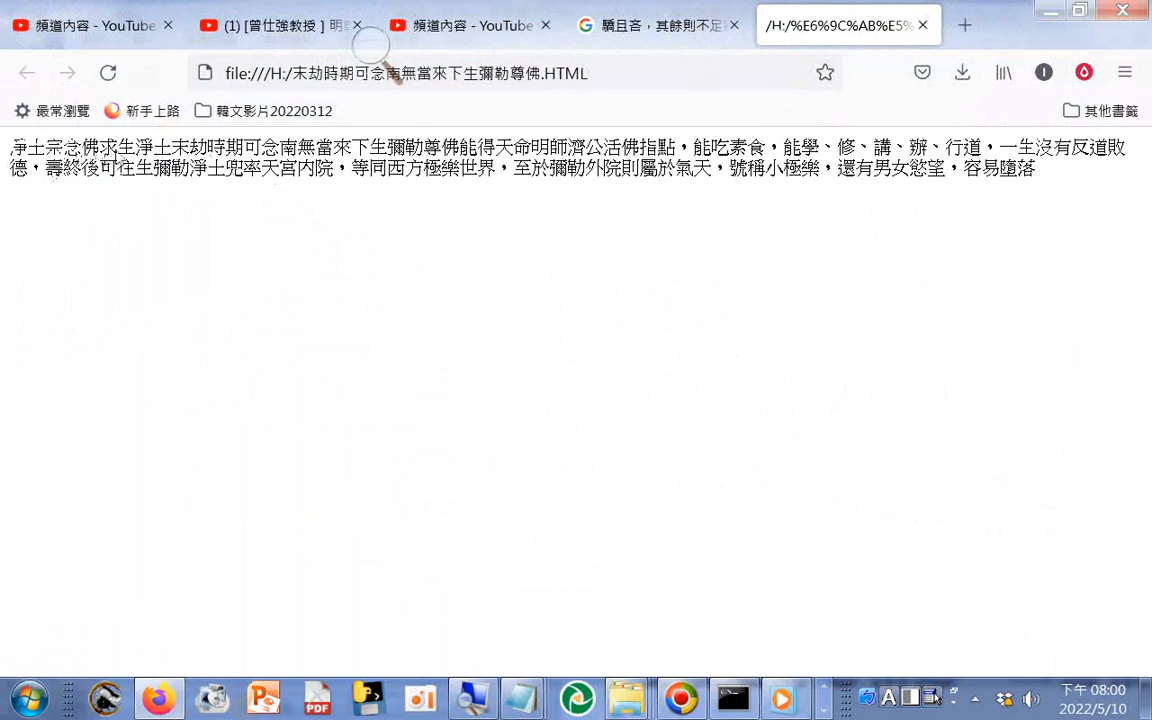 頻道內容 - YouTube
(1) [曾仕強教授 ] 明
頻道內容 - YouTube
驕且吝，其餘則不足
/H:/%E6%9C%AB%E5%
file:///H:/末劫時期可念南無當來下生彌勒尊佛.HTML
最常瀏覽
新手上路
韓文影片20220312
其他書籤
淨土宗念佛求生淨土末劫時期可念南無當來下生彌勒尊佛能得天命明師濟公活佛指點，能吃素食，能學、修、講、辦、行道，一生沒有反道敗
德，壽終後可往生彌勒淨土兜率天宮内院，等同西方極樂世界，至於彌勒外院則屬於氣天，號稱小極樂，還有男女慾望，容易墮落
下午 08:00
2022/5/10